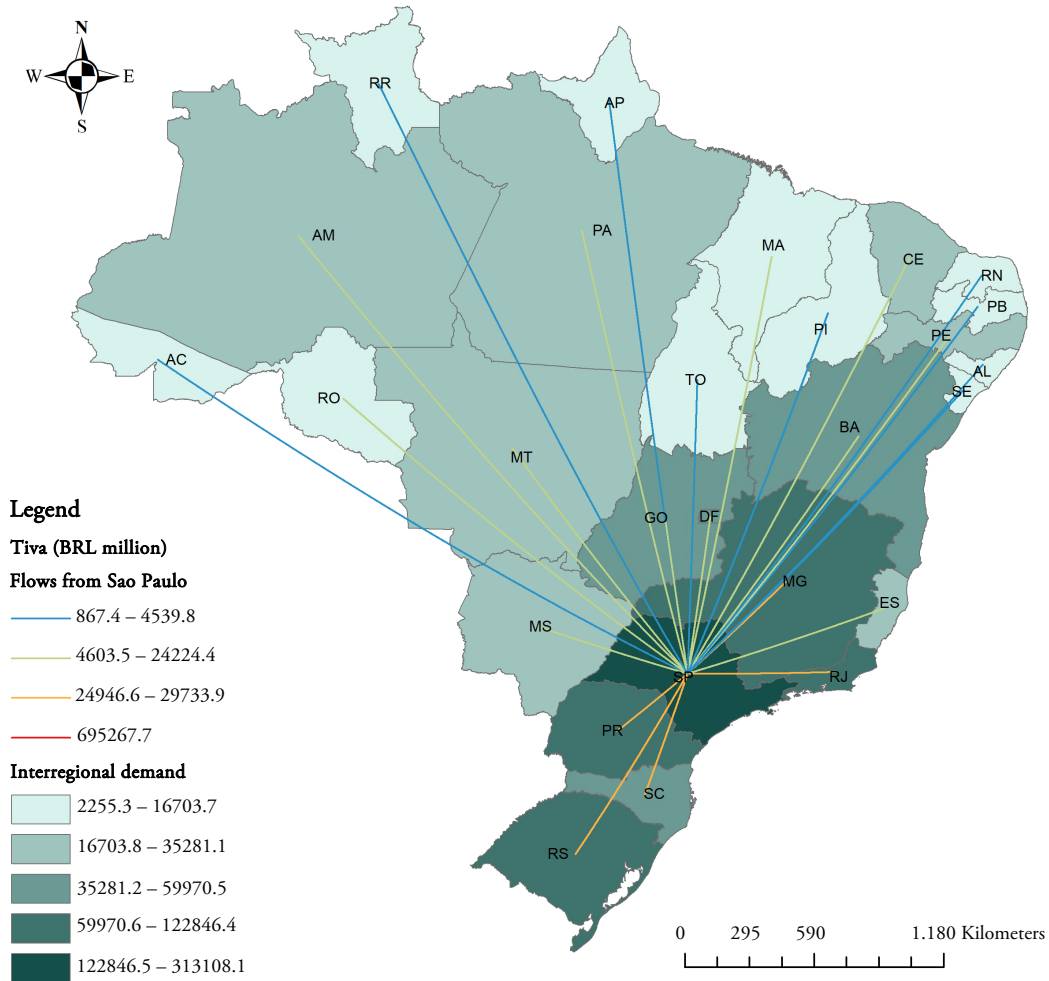 N
W
E
S
RR
AP
AM
PA
MA
CE
RN
PB
PI
PE
AC
AL
TO
SE
RO
BA
MT
GO
DF
MG
ES
MS
SP
RJ
PR
SC
RS
Legend
Tiva (BRL million)
Flows from Sao Paulo
867.4 – 4539.8
4603.5 – 24224.4
24946.6 – 29733.9
695267.7
Interregional demand
2255.3 – 16703.7
16703.8 – 35281.1
35281.2 – 59970.5
59970.6 – 122846.4
122846.5 – 313108.1
0 295 590 1.180 Kilometers